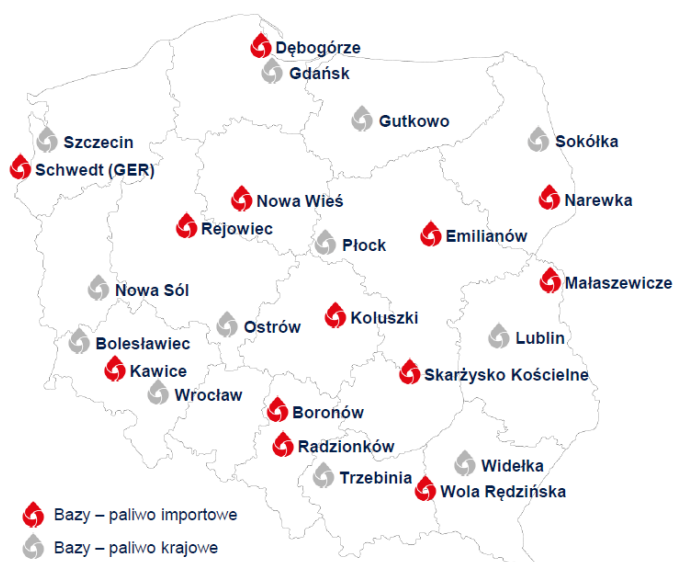 Dębogórze
Gdańsk
Gutkowo
Szczecin
Sokółka
Schwedt (GER)
Nowa Wieś
Narewka
Rejowiec
Płock
Emilianów
Małaszewicze
Nowa Sól
Koluszki
Ostrów
Lublin
Bolesławiec
Kawice
Skarżysko Kościelne
Wrocław
Boronów
Radzionków
Trzebinia
Widełka
Wola Rędzińska
Bazy – paliwo importowe
Bazy – paliwo krajowe